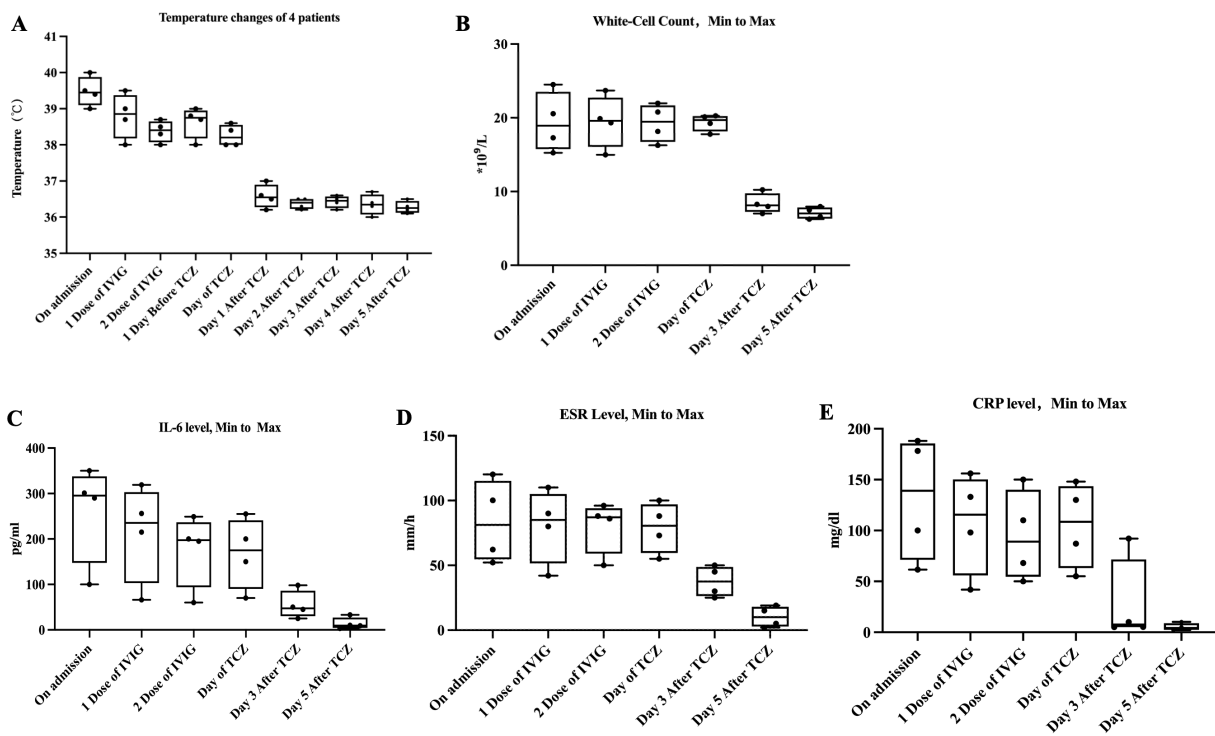 A
Temperature changes of 4 patients
Temperature (℃)
41
40
39
38
37
36
35
On admission
1 Dose of IVIG
2 Dose of IVIG
1 Day Before TCZ
Day of TCZ
Day 1 After TCZ
Day 2 After TCZ
Day 3 After TCZ
Day 4 After TCZ
Day 5 After TCZ
B
White-Cell Count, Min to Max
*10⁹/L
30
20
10
0
On admission
1 Dose of IVIG
2 Dose of IVIG
Day of TCZ
Day 3 After TCZ
Day 5 After TCZ
C
IL-6 level, Min to Max
pg/ml
400
300
200
100
0
On admission
1 Dose of IVIG
2 Dose of IVIG
Day of TCZ
Day 3 After TCZ
Day 5 After TCZ
D
ESR Level, Min to Max
mm/h
150
100
50
0
On admission
1 Dose of IVIG
2 Dose of IVIG
Day of TCZ
Day 3 After TCZ
Day 5 After TCZ
E
CRP level, Min to Max
mg/dl
200
150
100
50
0
On admission
1 Dose of IVIG
2 Dose of IVIG
Day of TCZ
Day 3 After TCZ
Day 5 After TCZ